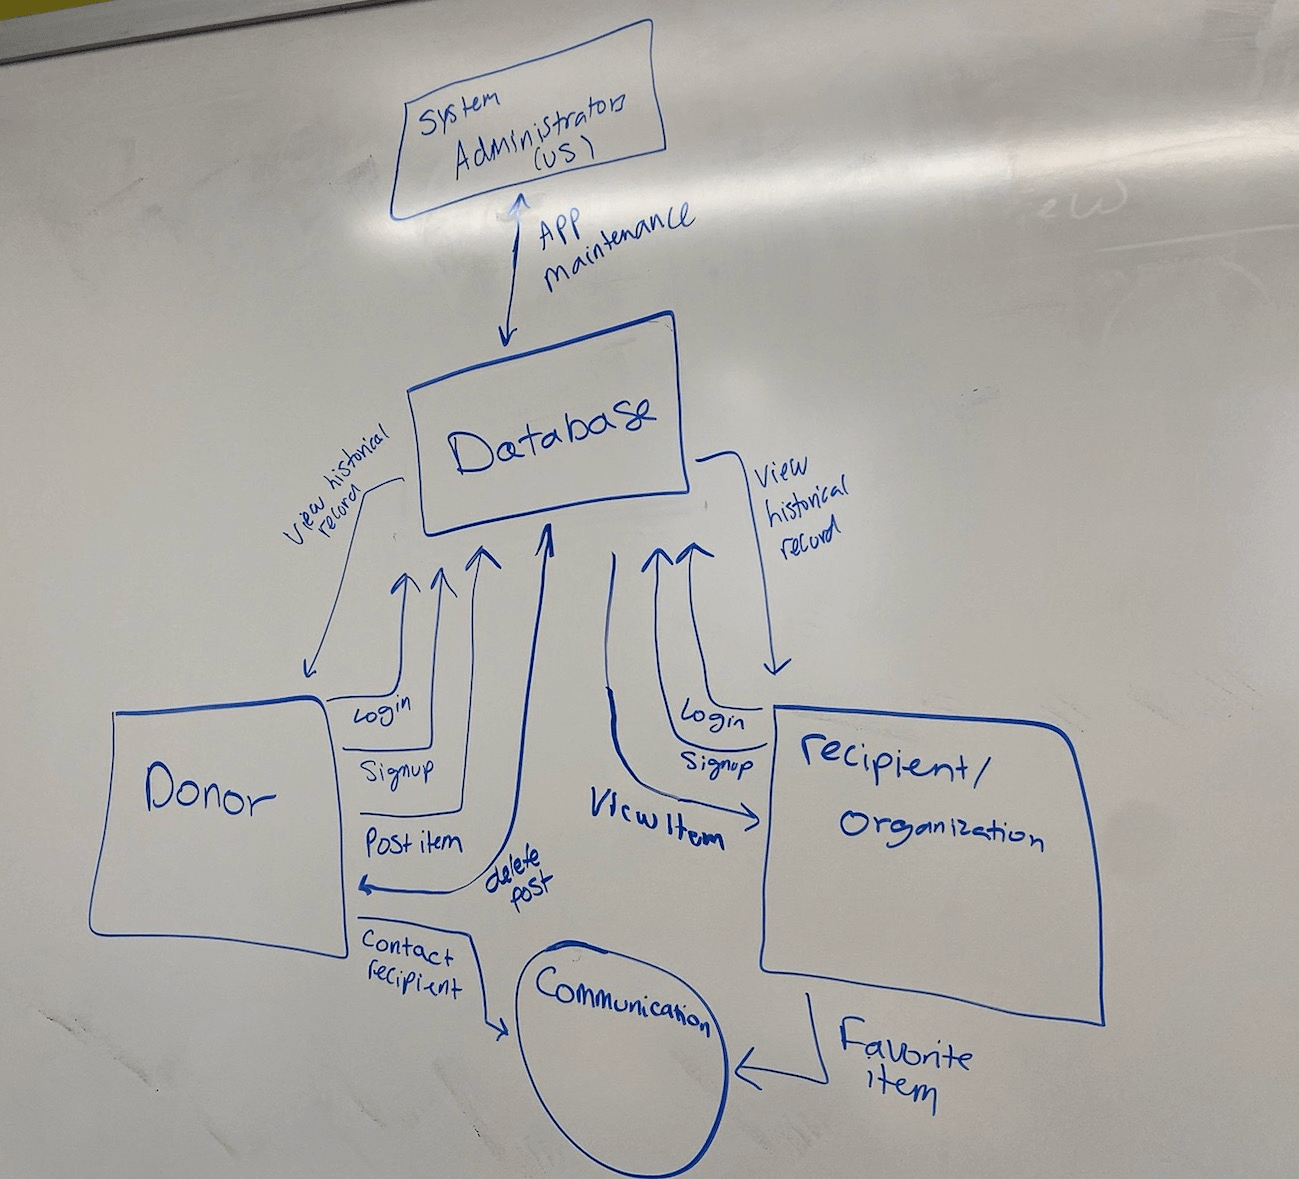 System
Administrators
(US)
APP
maintenance
Database
View historical
record
View
historical
record
Login
Signup
Post item
delete
post
Contact
recipient
Donor
View Item
Login
Signup
recipient/
Organization
Communication
Favorite
item